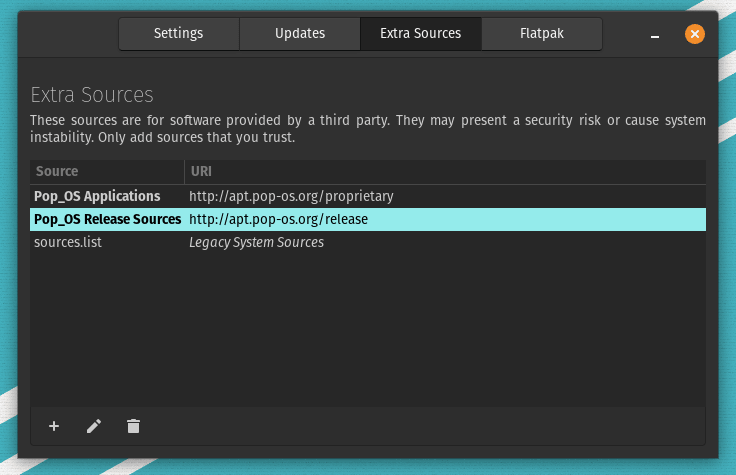 Settings Updates Extra Sources Flatpak
Extra Sources
These sources are for software provided by a third party. They may present a security risk or cause system
instability. Only add sources that you trust.
Source URI
Pop_OS Applications http://apt.pop-os.org/proprietary
Pop_OS Release Sources http://apt.pop-os.org/release
sources.list Legacy System Sources